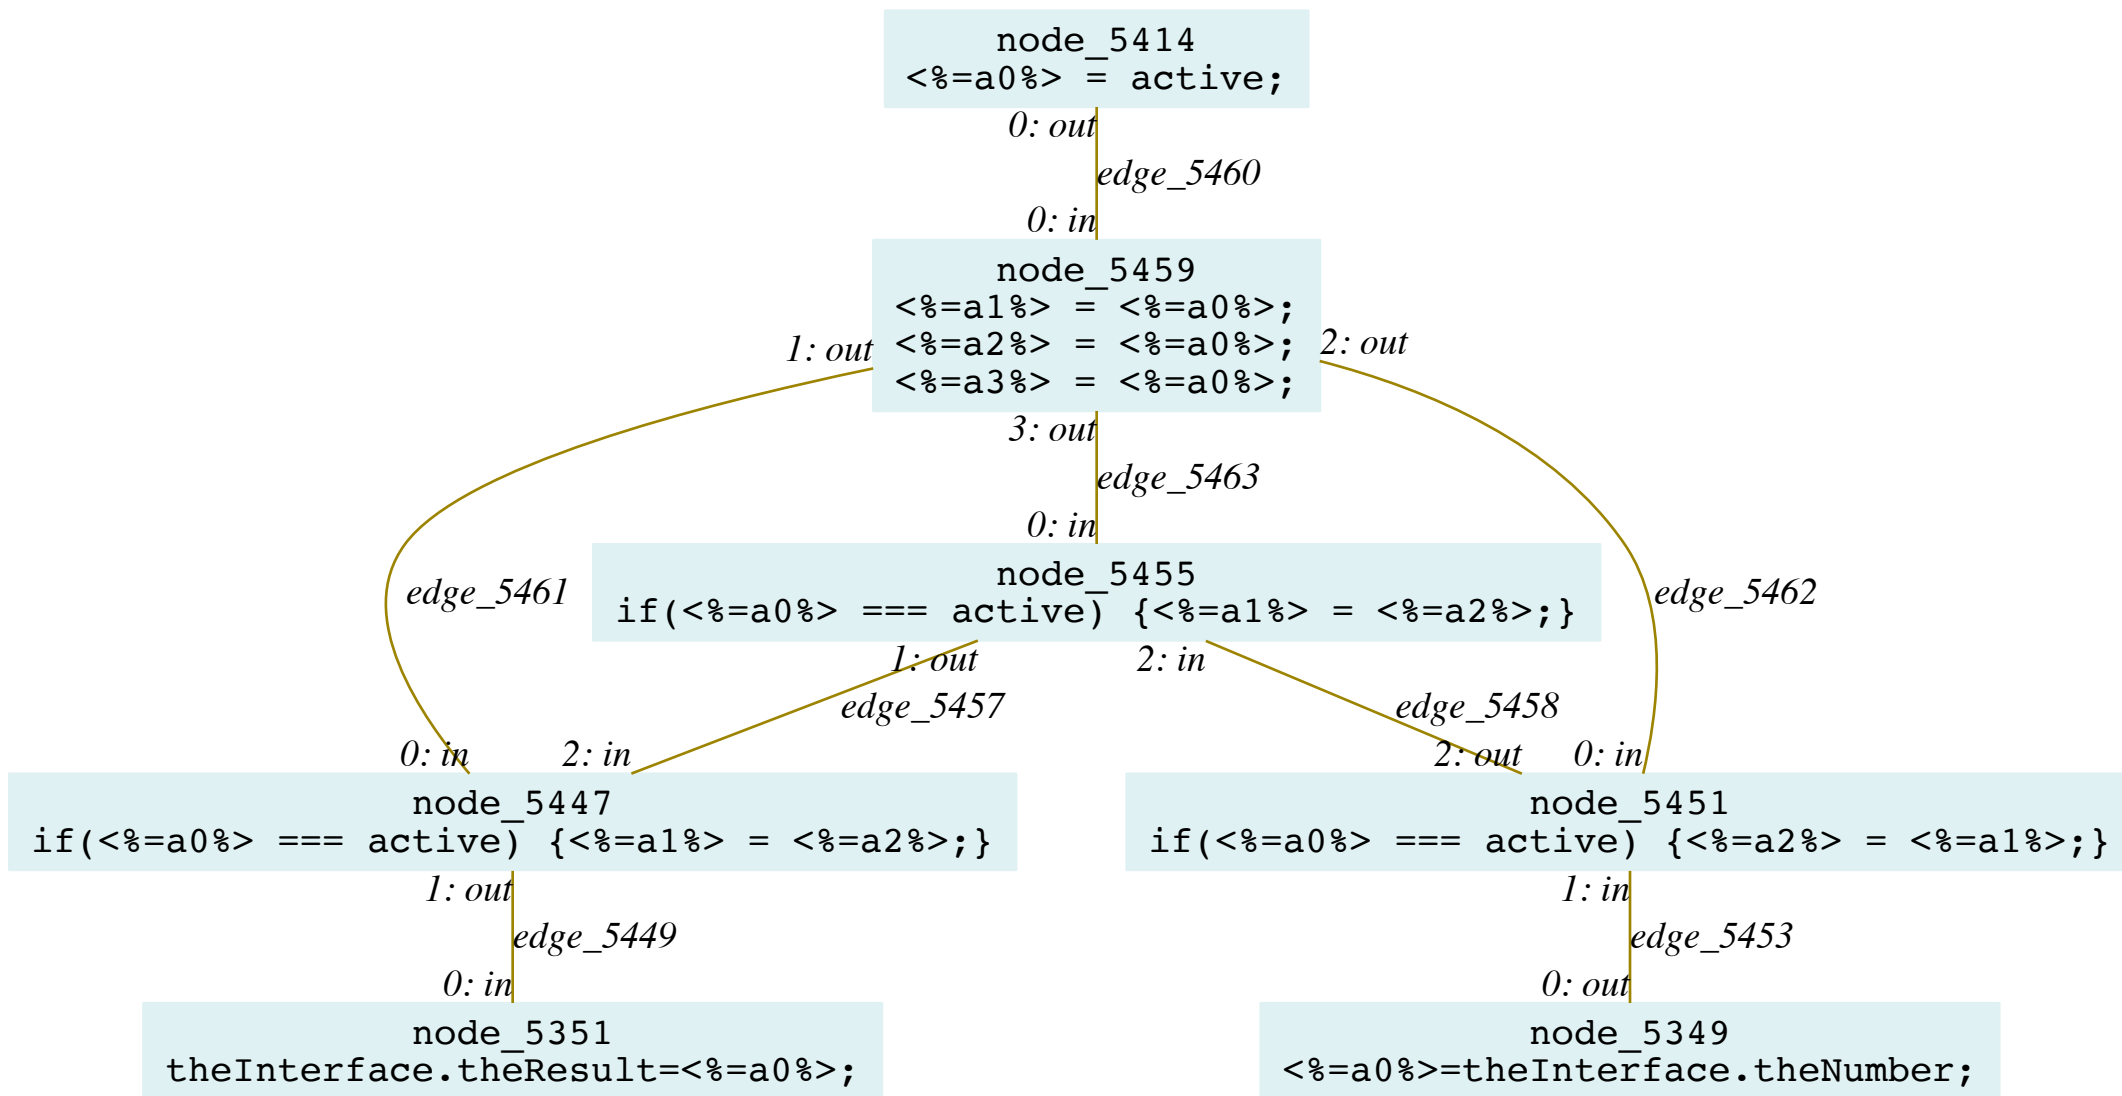 node_5414
<%=a0%> = active;
0: out
edge_5460
0: in
node_5459
<%=a1%> = <%=a0%>;
<%=a2%> = <%=a0%>;
<%=a3%> = <%=a0%>;
1: out
2: out
3: out
edge_5463
0: in
node_5455
if(<%=a0%> === active) {<%=a1%> = <%=a2%>;}
edge_5461
edge_5462
1: out
2: in
edge_5457
edge_5458
0: in
2: in
2: out
0: in
node_5447
if(<%=a0%> === active) {<%=a1%> = <%=a2%>;}
node_5451
if(<%=a0%> === active) {<%=a2%> = <%=a1%>;}
1: out
1: in
edge_5449
edge_5453
0: in
0: out
node_5351
theInterface.theResult=<%=a0%>;
node_5349
<%=a0%>=theInterface.theNumber;